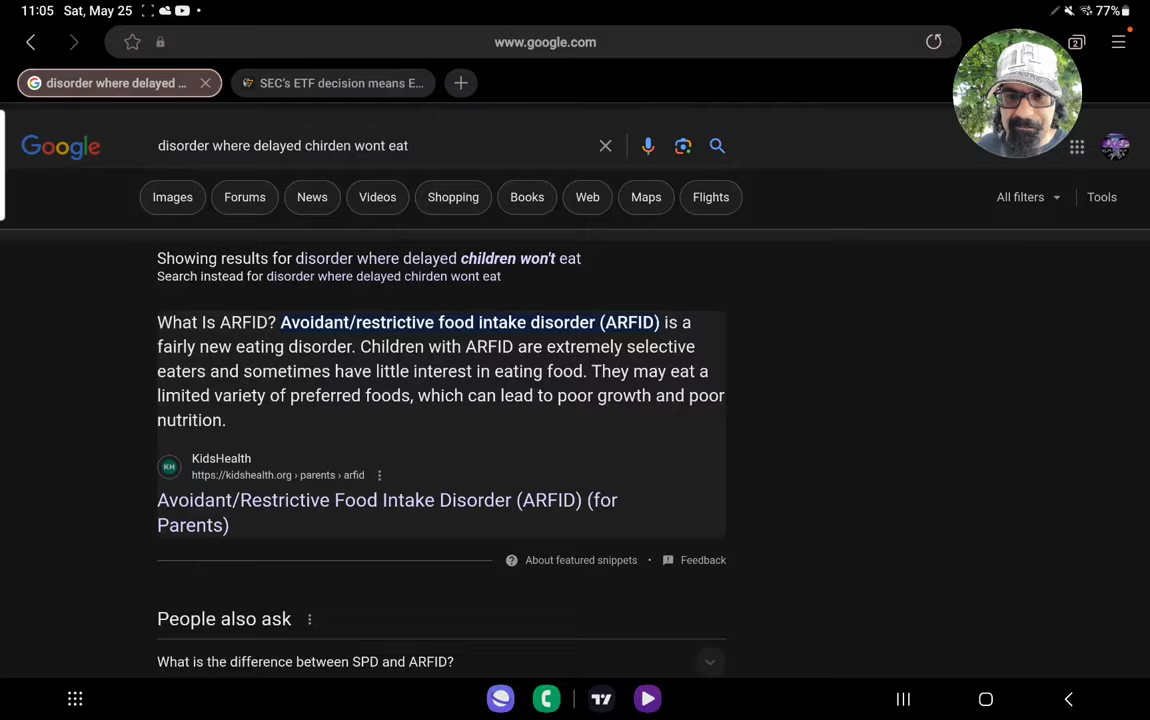 11:05 Sat, May 25
77%
www.google.com
2
disorder where delayed ...
SEC's ETF decision means E...
Google
disorder where delayed chirden wont eat
Images
Forums
News
Videos
Shopping
Books
Web
Maps
Flights
All filters
Tools
Showing results for disorder where delayed children won't eat
Search instead for disorder where delayed chirden wont eat
What Is ARFID? Avoidant/restrictive food intake disorder (ARFID) is a
fairly new eating disorder. Children with ARFID are extremely selective
eaters and sometimes have little interest in eating food. They may eat a
limited variety of preferred foods, which can lead to poor growth and poor
nutrition.
KH
KidsHealth
https://kidshealth.org › parents › arfid
Avoidant/Restrictive Food Intake Disorder (ARFID) (for
Parents)
About featured snippets
Feedback
People also ask
What is the difference between SPD and ARFID?